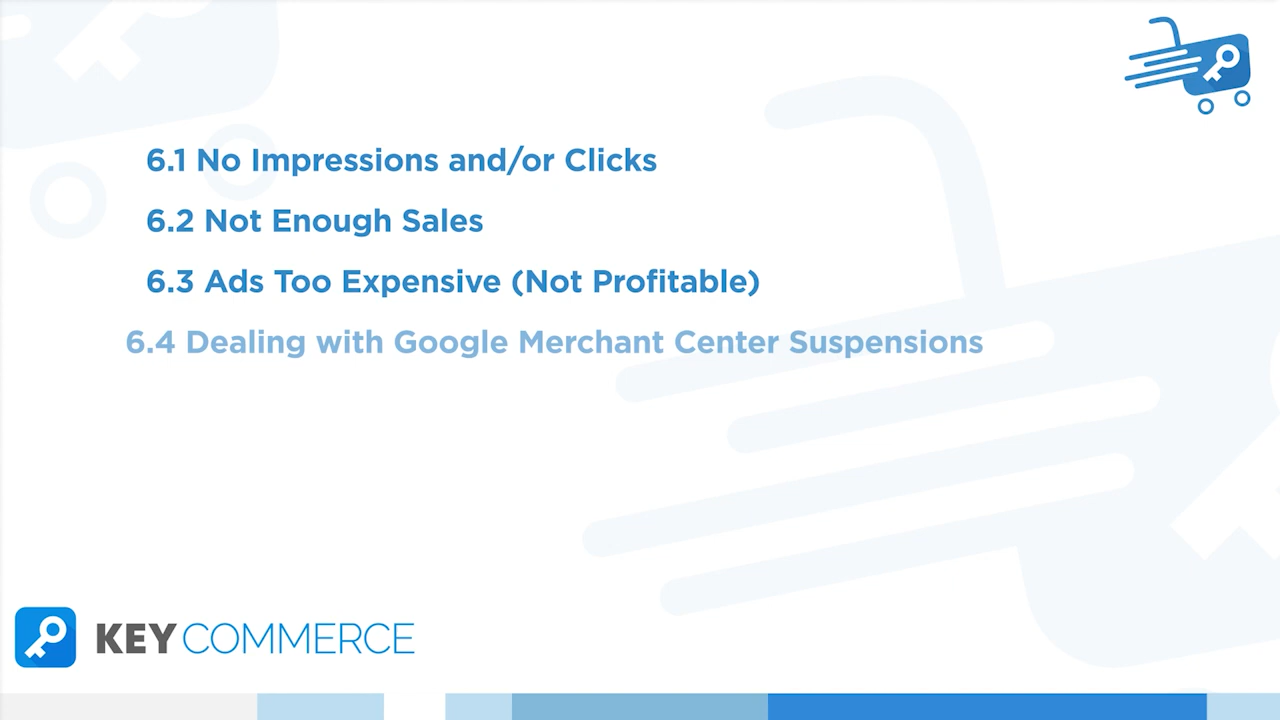 6.1 No Impressions and/or Clicks
6.2 Not Enough Sales
6.3 Ads Too Expensive (Not Profitable)
6.4 Dealing with Google Merchant Center Suspensions
KEY COMMERCE